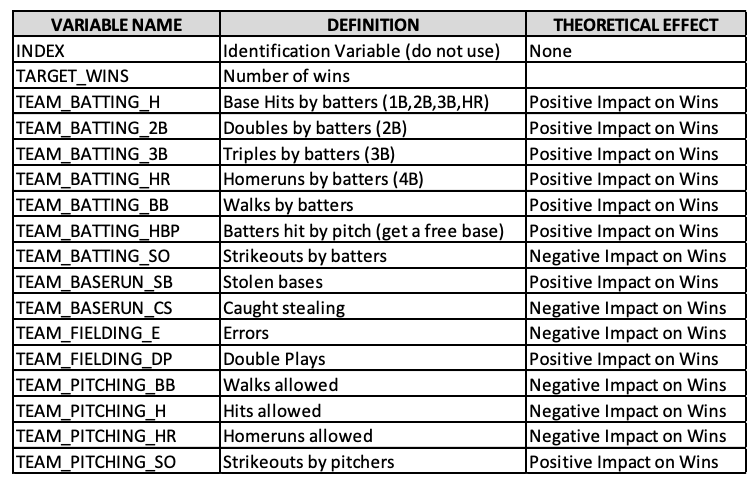 VARIABLE NAME DEFINITION THEORETICAL EFFECT
INDEX Identification Variable (do not use) None
TARGET_WINS Number of wins
TEAM_BATTING_H Base Hits by batters (1B,2B,3B,HR) Positive Impact on Wins
TEAM_BATTING_2B Doubles by batters (2B) Positive Impact on Wins
TEAM_BATTING_3B Triples by batters (3B) Positive Impact on Wins
TEAM_BATTING_HR Homeruns by batters (4B) Positive Impact on Wins
TEAM_BATTING_BB Walks by batters Positive Impact on Wins
TEAM_BATTING_HBP Batters hit by pitch (get a free base) Positive Impact on Wins
TEAM_BATTING_SO Strikeouts by batters Negative Impact on Wins
TEAM_BASERUN_SB Stolen bases Positive Impact on Wins
TEAM_BASERUN_CS Caught stealing Negative Impact on Wins
TEAM_FIELDING_E Errors Negative Impact on Wins
TEAM_FIELDING_DP Double Plays Positive Impact on Wins
TEAM_PITCHING_BB Walks allowed Negative Impact on Wins
TEAM_PITCHING_H Hits allowed Negative Impact on Wins
TEAM_PITCHING_HR Homeruns allowed Negative Impact on Wins
TEAM_PITCHING_SO Strikeouts by pitchers Positive Impact on Wins